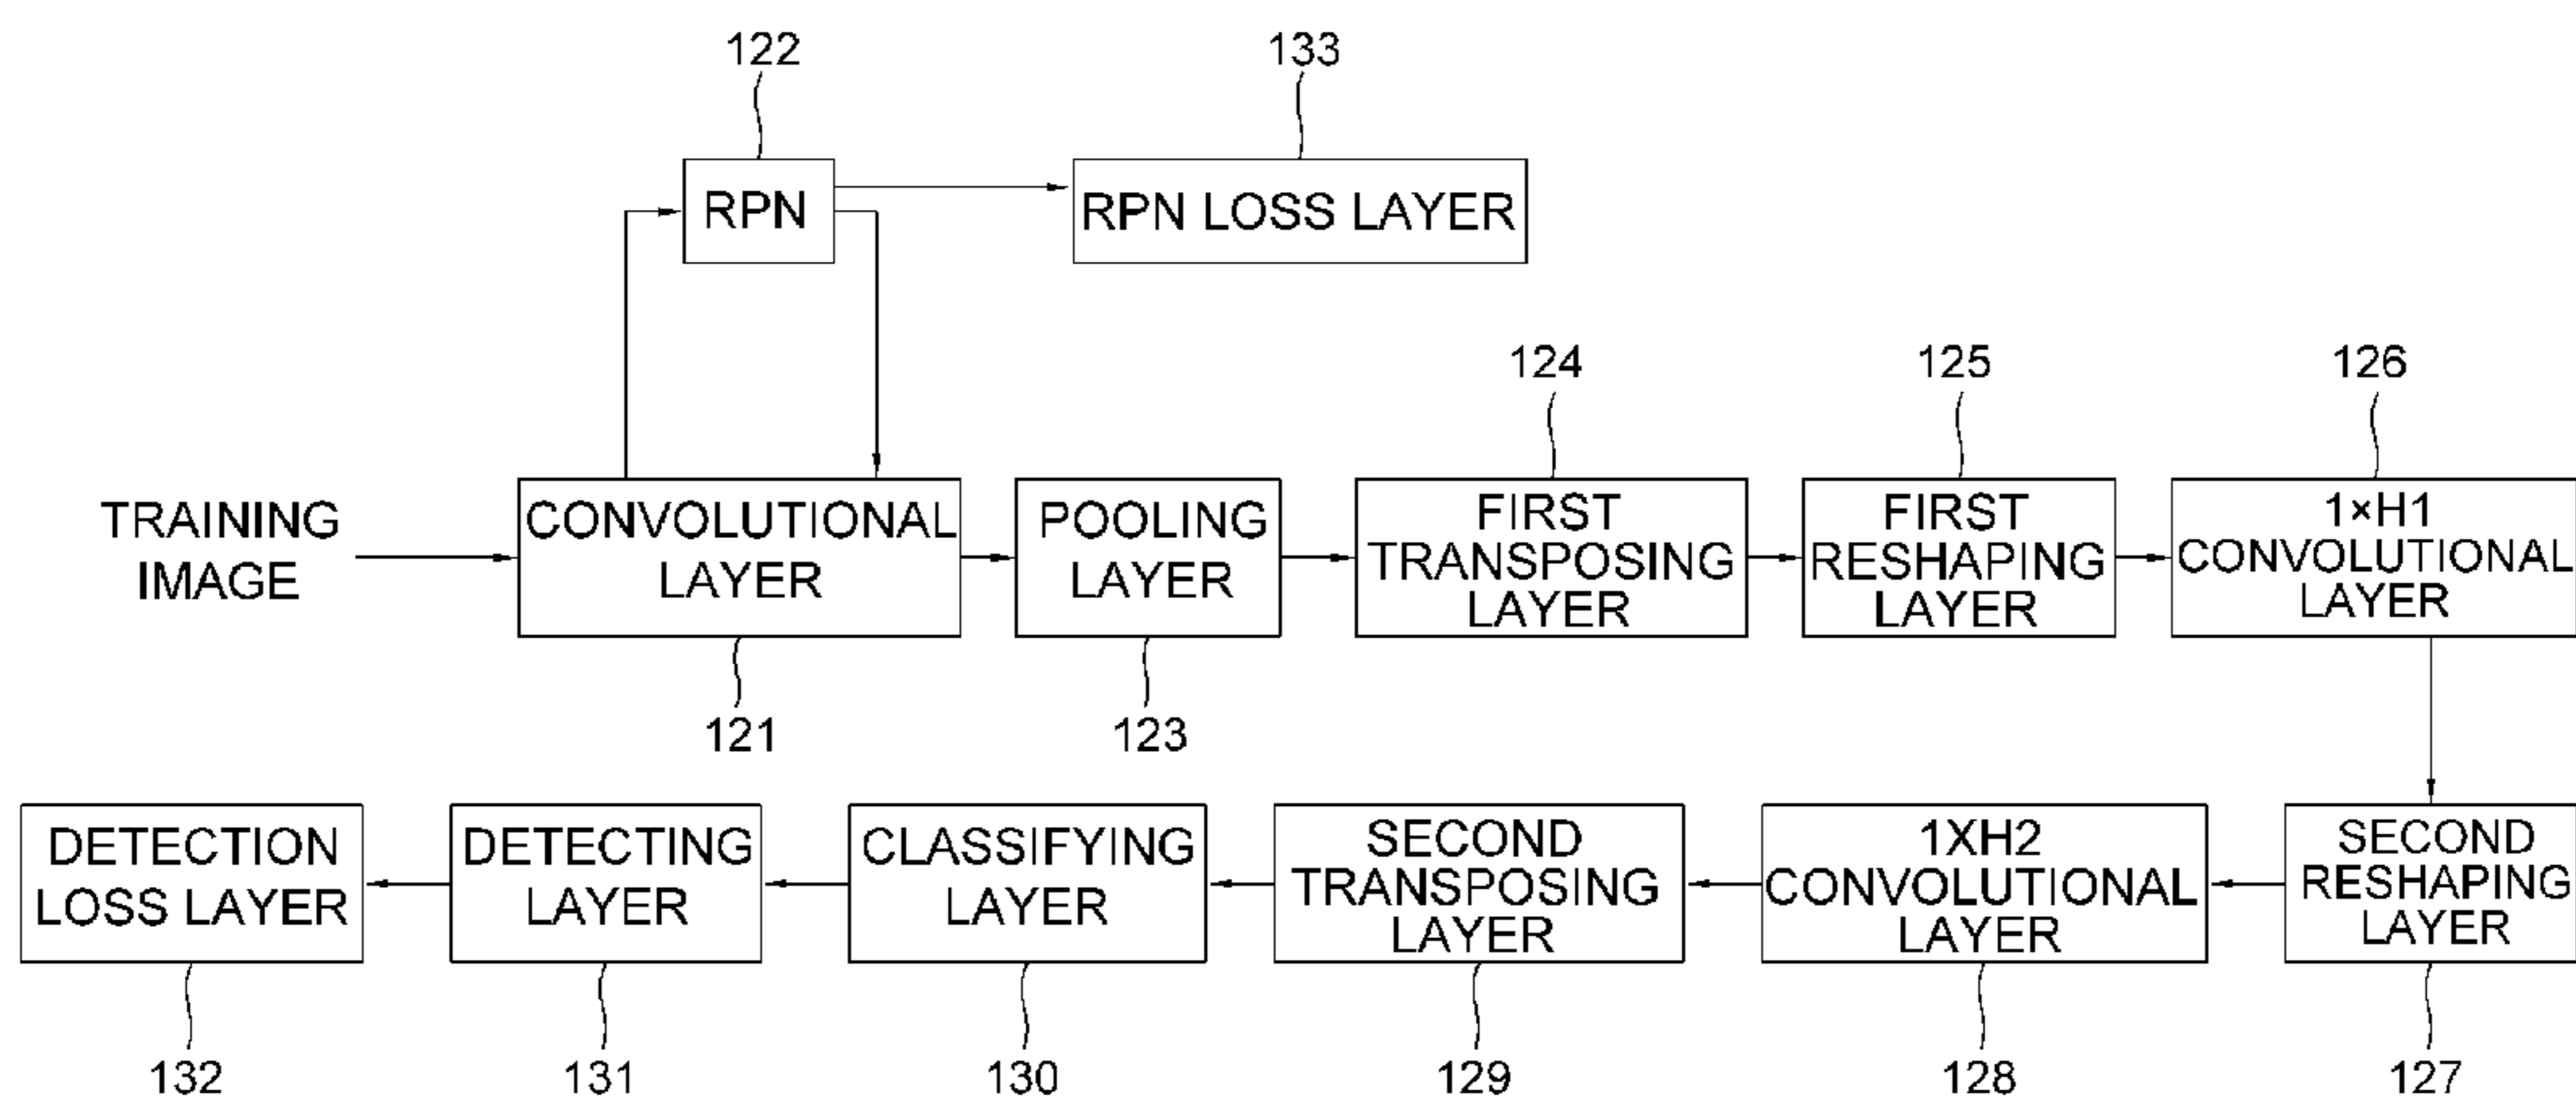 122
133
RPN
RPN LOSS LAYER
124
125
126
TRAINING
IMAGE
CONVOLUTIONAL
LAYER
POOLING
LAYER
FIRST
TRANSPOSING
LAYER
FIRST
RESHAPING
LAYER
1×H1
CONVOLUTIONAL
LAYER
121
123
DETECTION
LOSS LAYER
DETECTING
LAYER
CLASSIFYING
LAYER
SECOND
TRANSPOSING
LAYER
1XH2
CONVOLUTIONAL
LAYER
SECOND
RESHAPING
LAYER
132
131
130
129
128
127